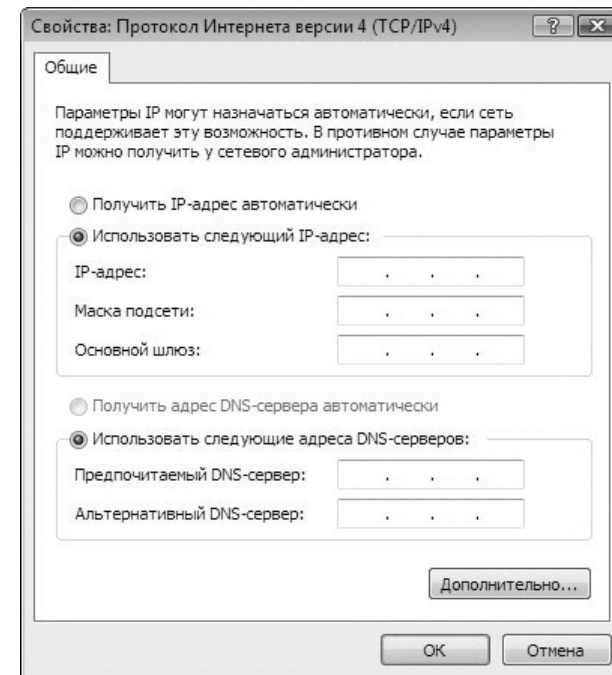 Свойства: Протокол Интернета версии 4 (TCP/IPv4)
Общие
Параметры IP могут назначаться автоматически, если сеть
поддерживает эту возможность. В противном случае параметры
IP можно получить у сетевого администратора.
Получить IP-адрес автоматически
Использовать следующий IP-адрес:
IP-адрес:
Маска подсети:
Основной шлюз:
Получить адрес DNS-сервера автоматически
Использовать следующие адреса DNS-серверов:
Предпочитаемый DNS-сервер:
Альтернативный DNS-сервер:
Дополнительно...
ОК Отмена